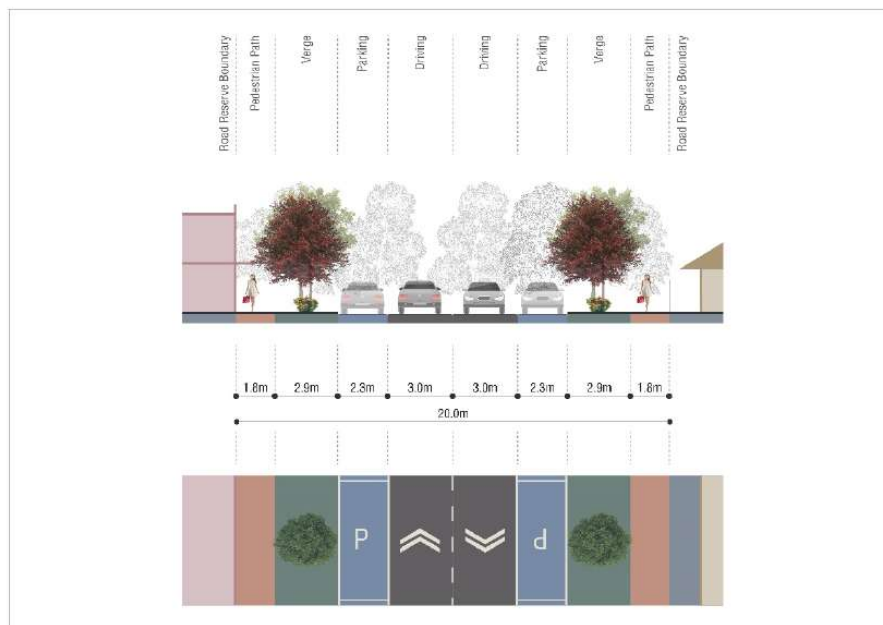 Road Reserve Boundary
Pedestrian Path
Verge
Parking
Driving
Driving
Parking
Verge
Pedestrian Path
Road Reserve Boundary
1.8m 2.9m 2.3m 3.0m 3.0m 2.3m 2.9m 1.8m
20.0m
P P